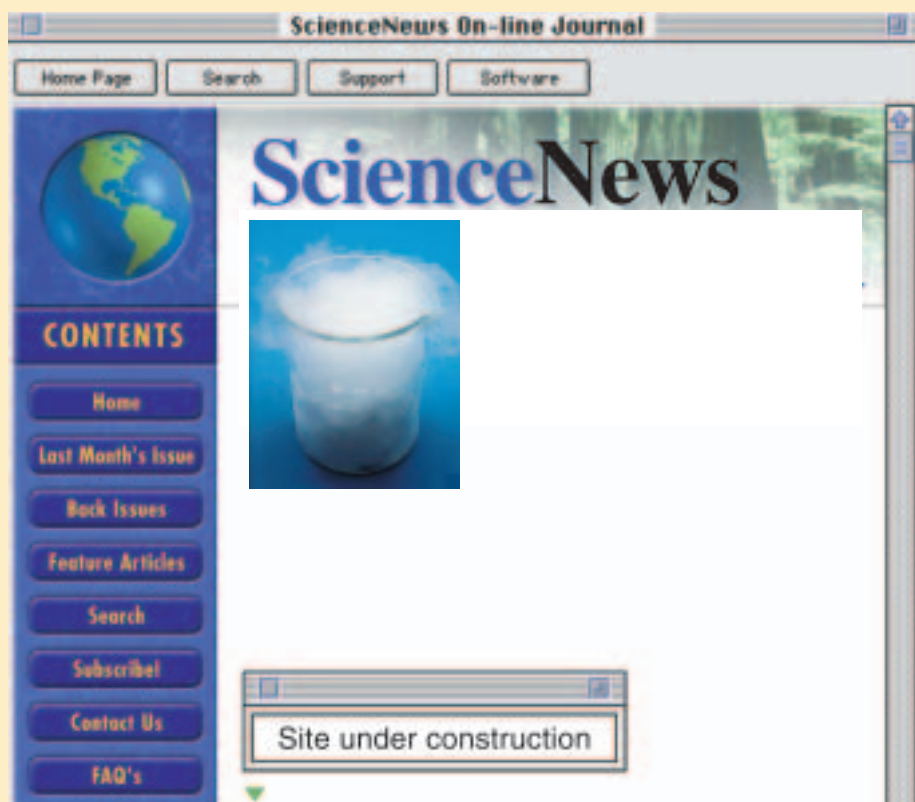 ScienceNews On-line Journal
Home Page Search Support Software
ScienceNews
CONTENTS
Home
Last Month's Issue
Back Issues
Feature Articles
Search
Subscribe!
Contact Us
FAQ's
Site under construction